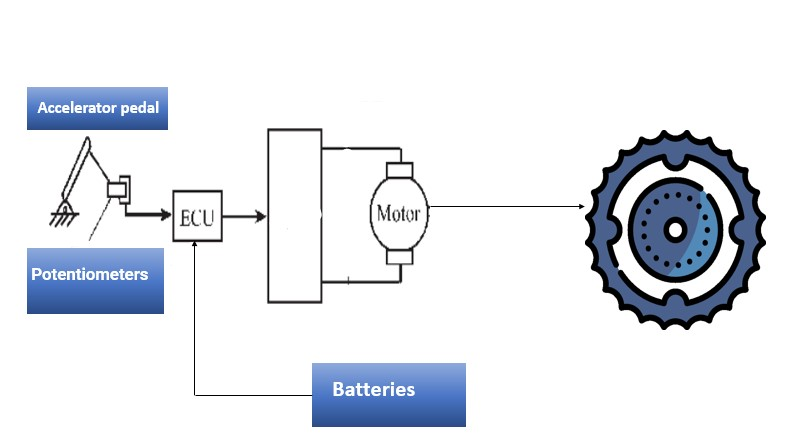 Accelerator pedal
ECU
Motor
Potentiometers
Batteries